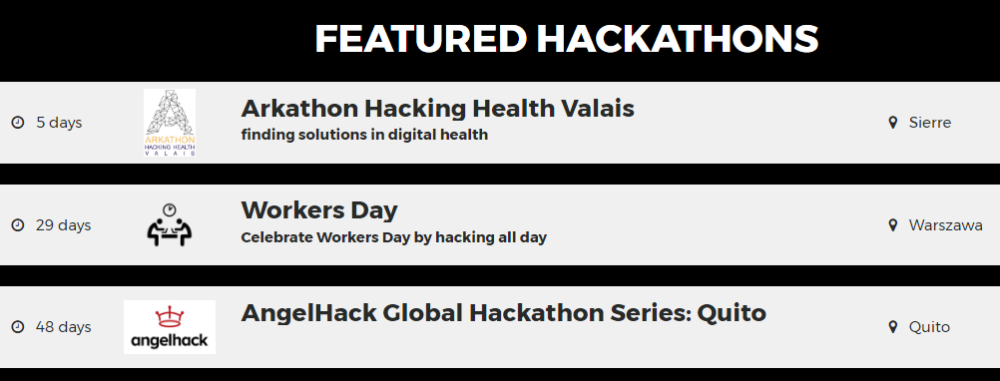 FEATURED HACKATHONS
5 days
ARKATHON
HACKING HEALTH
VALAIS
Arkathon Hacking Health Valais
finding solutions in digital health
Sierre
29 days
Workers Day
Celebrate Workers Day by hacking all day
Warszawa
48 days
angelhack
AngelHack Global Hackathon Series: Quito
Quito